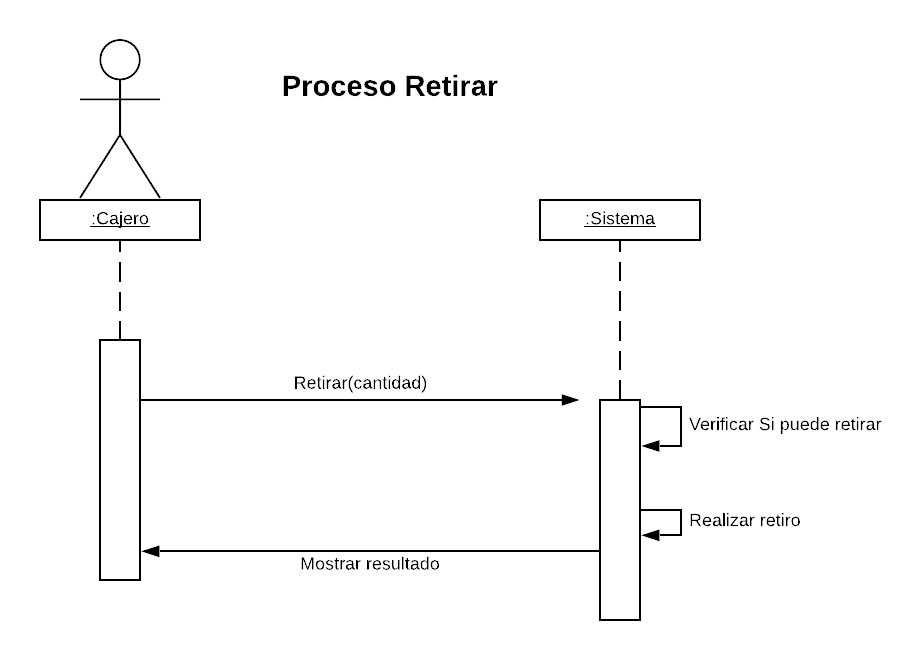 Proceso Retirar
:Cajero
:Sistema
Retirar(cantidad)
Verificar Si puede retirar
Realizar retiro
Mostrar resultado